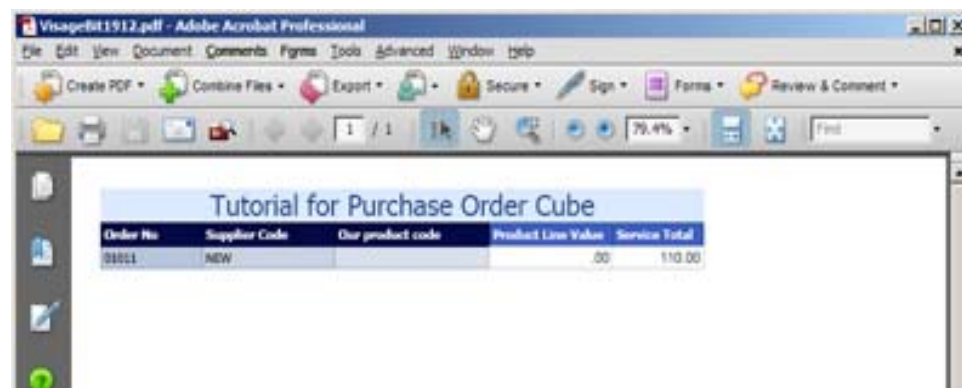 VisageBit1912.pdf - Adobe Acrobat Professional
File Edit View Document Comments Forms Tools Advanced Window Help
Create PDF Combine Files Export Secure Sign Forms Review & Comment
1 / 1 79.4% Find
Tutorial for Purchase Order Cube
Order No Supplier Code Our product code Product Line Value Service Total
01011 NEW .00 110.00